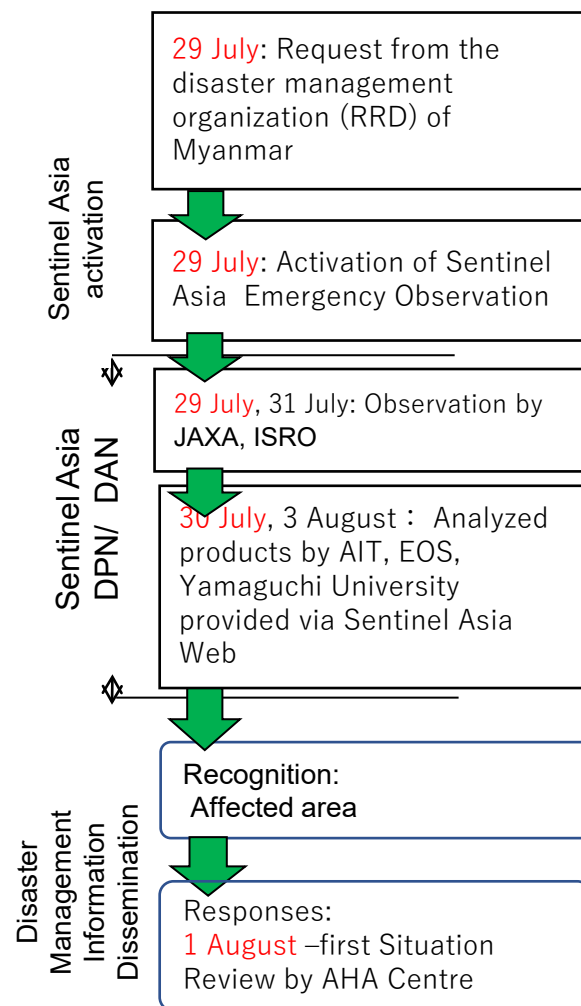 29 July: Request from the
disaster management
organization (RRD) of
Myanmar
Sentinel Asia
activation
29 July: Activation of Sentinel
Asia  Emergency Observation
29 July, 31 July: Observation by
JAXA, ISRO
Sentinel Asia
DPN/ DAN
30 July, 3 August： Analyzed
products by AIT, EOS,
Yamaguchi University
provided via Sentinel Asia
Web
Recognition:
Affected area
Disaster
Management
Information
Dissemination
Responses:
1 August –first Situation
Review by AHA Centre